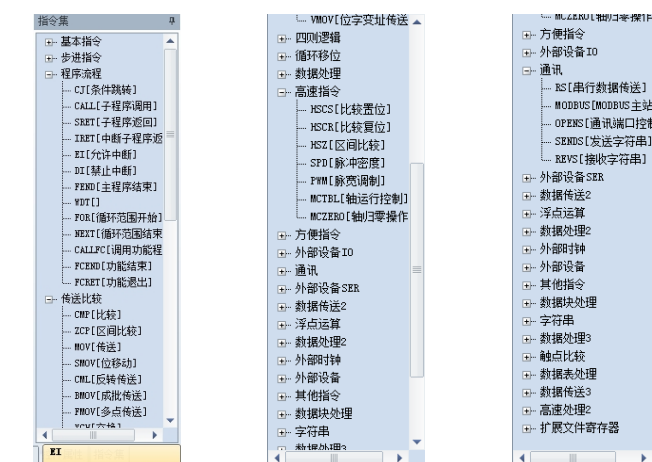 指令集
基本指令
步进指令
程序流程
CJ[条件跳转]
CALL[子程序调用]
SRET[子程序返回]
IRET[中断子程序返
EI[允许中断]
DI[禁止中断]
FEND[主程序结束]
WDT[]
FOR[循环范围开始]
NEXT[循环范围结束
CALLFC[调用功能程
FCEND[功能结束]
FCRET[功能退出]
传送比较
CMP[比较]
ZCP[区间比较]
MOV[传送]
SMOV[位移动]
CML[反转传送]
BMOV[成批传送]
FMOV[多点传送]
XCH[交换]
EI
VMOV[位字变址传送
四则逻辑
循环移位
数据处理
高速指令
HSCS[比较置位]
HSCR[比较复位]
HSZ[区间比较]
SPD[脉冲密度]
PWM[脉宽调制]
MCTBL[轴运行控制]
MCZERO[轴归零操作
方便指令
外部设备IO
通讯
外部设备SER
数据传送2
浮点运算
数据处理2
外部时钟
外部设备
其他指令
数据块处理
字符串
数据处理3
MCZERO[轴归零操作
方便指令
外部设备IO
通讯
RS[串行数据传送]
MODBUS[MODBUS主站
OPENS[通讯端口控制
SENDS[发送字符串]
REVS[接收字符串]
外部设备SER
数据传送2
浮点运算
数据处理2
外部时钟
外部设备
其他指令
数据块处理
字符串
数据处理3
触点比较
数据表处理
数据传送3
高速处理2
扩展文件寄存器